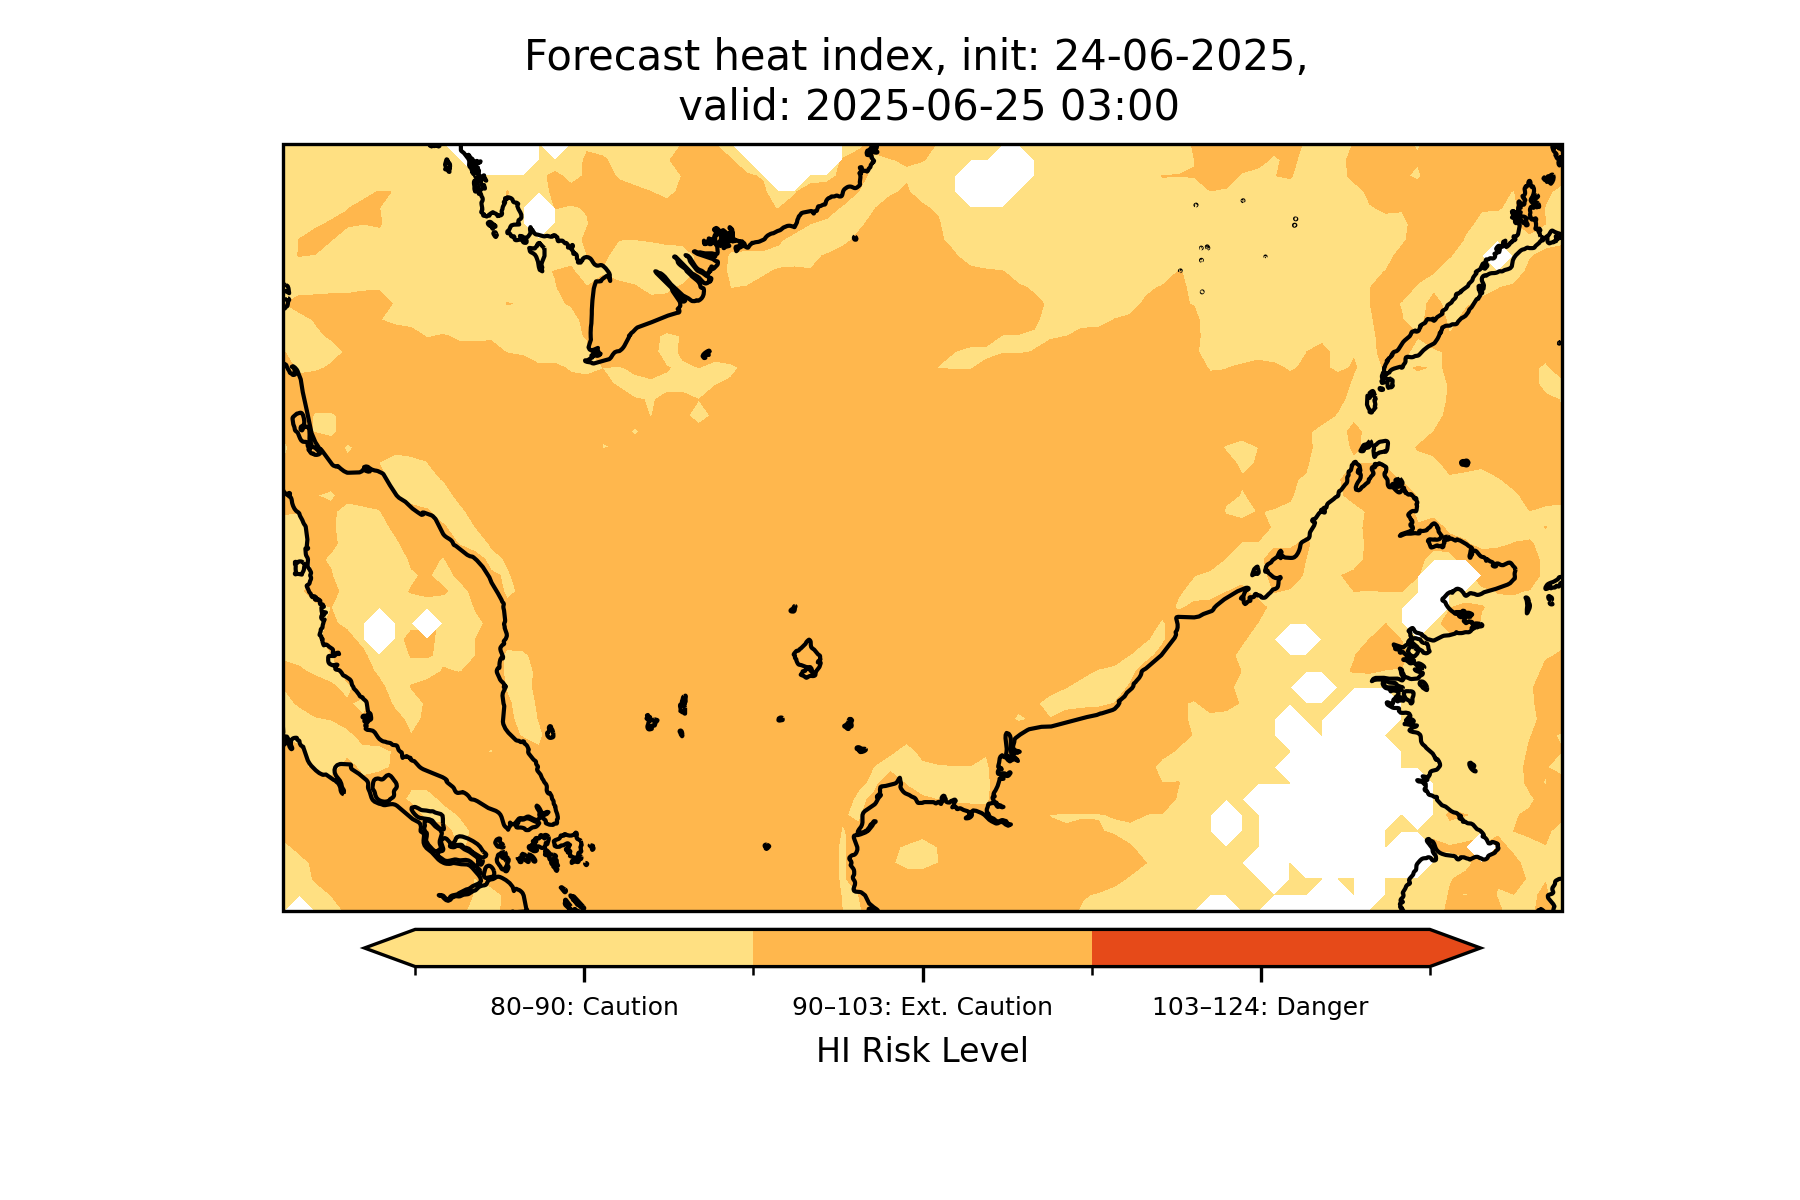 Forecast heat index, init: 24-06-2025,
valid: 2025-06-25 03:00
80–90: Caution
90–103: Ext. Caution
103–124: Danger
HI Risk Level